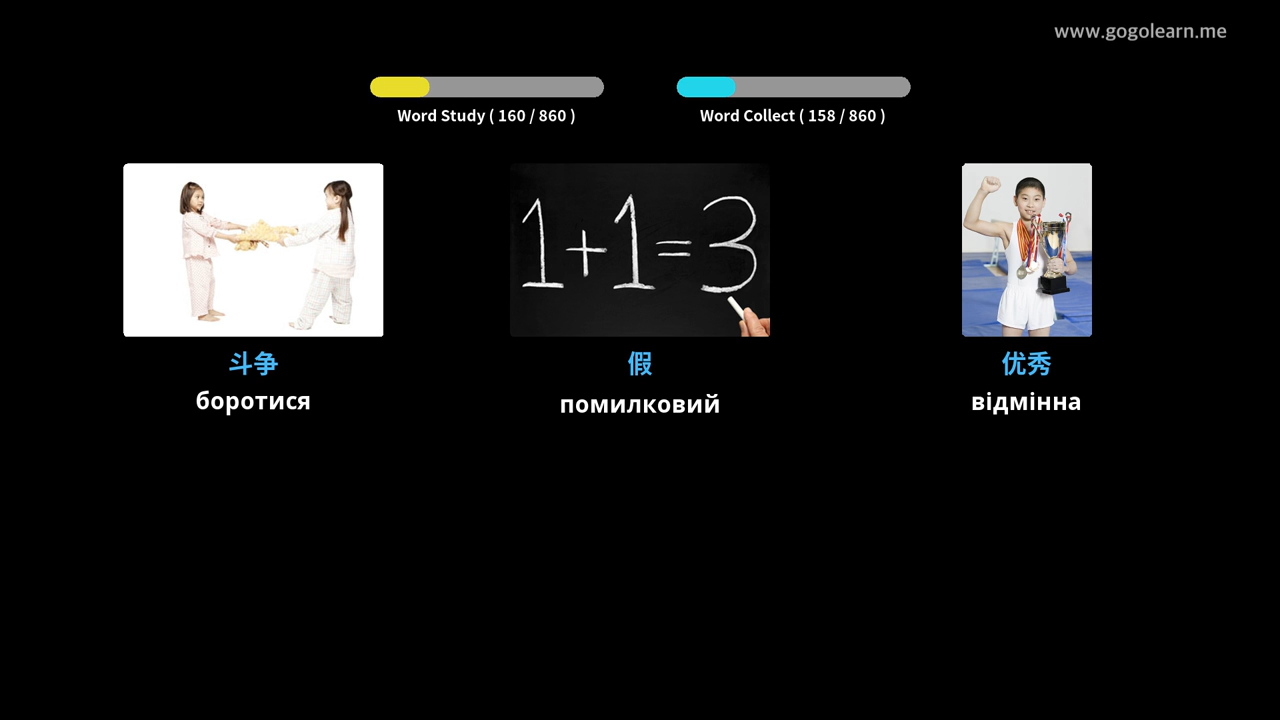 www.gogolearn.me
Word Study ( 160 / 860 )
Word Collect ( 158 / 860 )
1+1=3
斗争
假
优秀
боротися
помилковий
відмінна